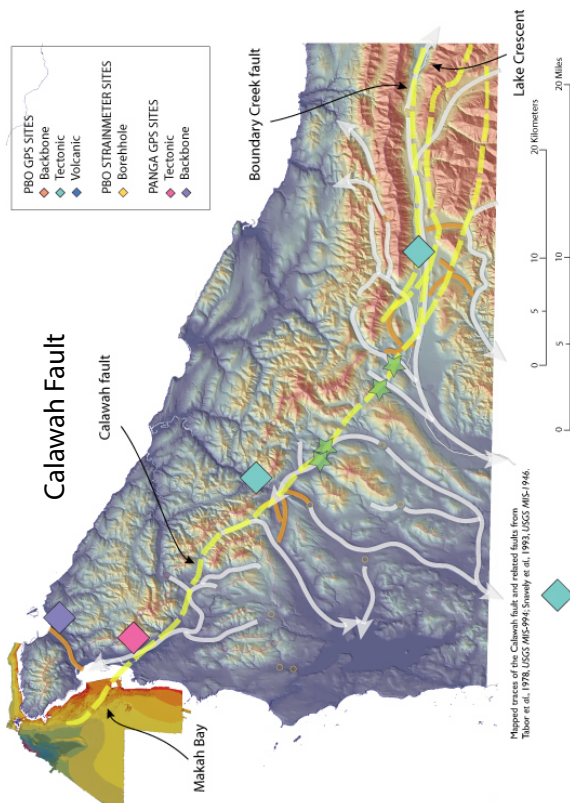 Calawah Fault
PBO GPS SITES
Backbone
Tectonic
Volcanic
PBO STRAINMETER SITES
Borehhole
PANGA GPS SITES
Tectonic
Backbone
Makah Bay
Calawah fault
Boundary Creek fault
Lake Crescent
Mapped traces of the Calawah fault and related faults from
Tabor et al., 1978, USGS MIS-994; Snavely et al., 1993, USGS MIS-1946.
0 5 10 20 Kilometers
0 5 10 20 Miles